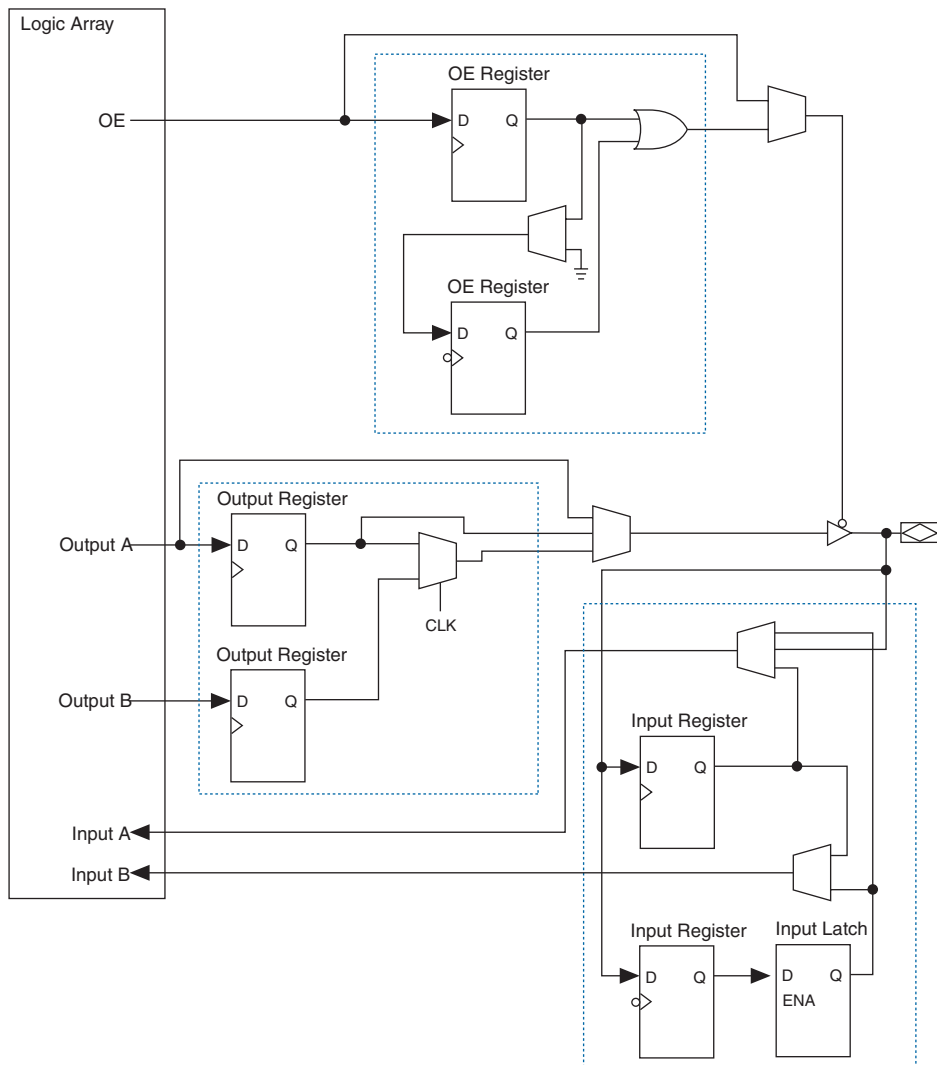 Logic Array
OE Register
OE
D
Q
OE Register
D
Q
Output Register
Output A
D
Q
CLK
Output Register
Output B
D
Q
Input Register
D
Q
Input A
Input B
Input Register
Input Latch
D
Q
D
Q
ENA